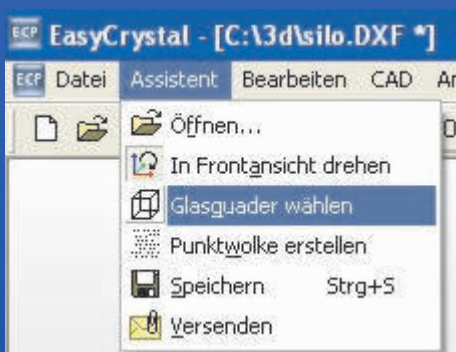 ECP EasyCrystal - [C:\3d\silo.DXF *]
ECP Datei Assistent Bearbeiten CAD
Öffnen...
In Frontansicht drehen
Glasquader wählen
Punktwolke erstellen
Speichern Strg+S
Versenden